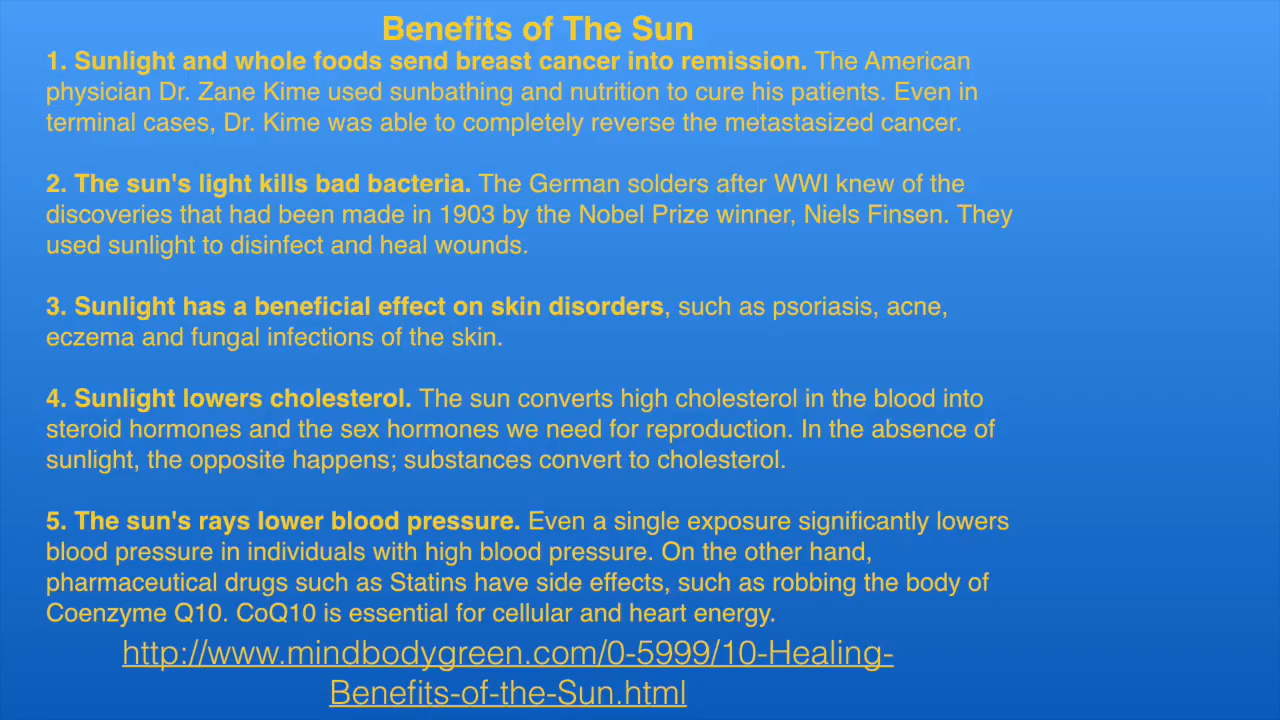 Benefits of The Sun
1. Sunlight and whole foods send breast cancer into remission. The American
physician Dr. Zane Kime used sunbathing and nutrition to cure his patients. Even in
terminal cases, Dr. Kime was able to completely reverse the metastasized cancer.
2. The sun's light kills bad bacteria. The German solders after WWI knew of the
discoveries that had been made in 1903 by the Nobel Prize winner, Niels Finsen. They
used sunlight to disinfect and heal wounds.
3. Sunlight has a beneficial effect on skin disorders, such as psoriasis, acne,
eczema and fungal infections of the skin.
4. Sunlight lowers cholesterol. The sun converts high cholesterol in the blood into
steroid hormones and the sex hormones we need for reproduction. In the absence of
sunlight, the opposite happens; substances convert to cholesterol.
5. The sun's rays lower blood pressure. Even a single exposure significantly lowers
blood pressure in individuals with high blood pressure. On the other hand,
pharmaceutical drugs such as Statins have side effects, such as robbing the body of
Coenzyme Q10. CoQ10 is essential for cellular and heart energy.
http://www.mindbodygreen.com/0-5999/10-Healing-
Benefits-of-the-Sun.html